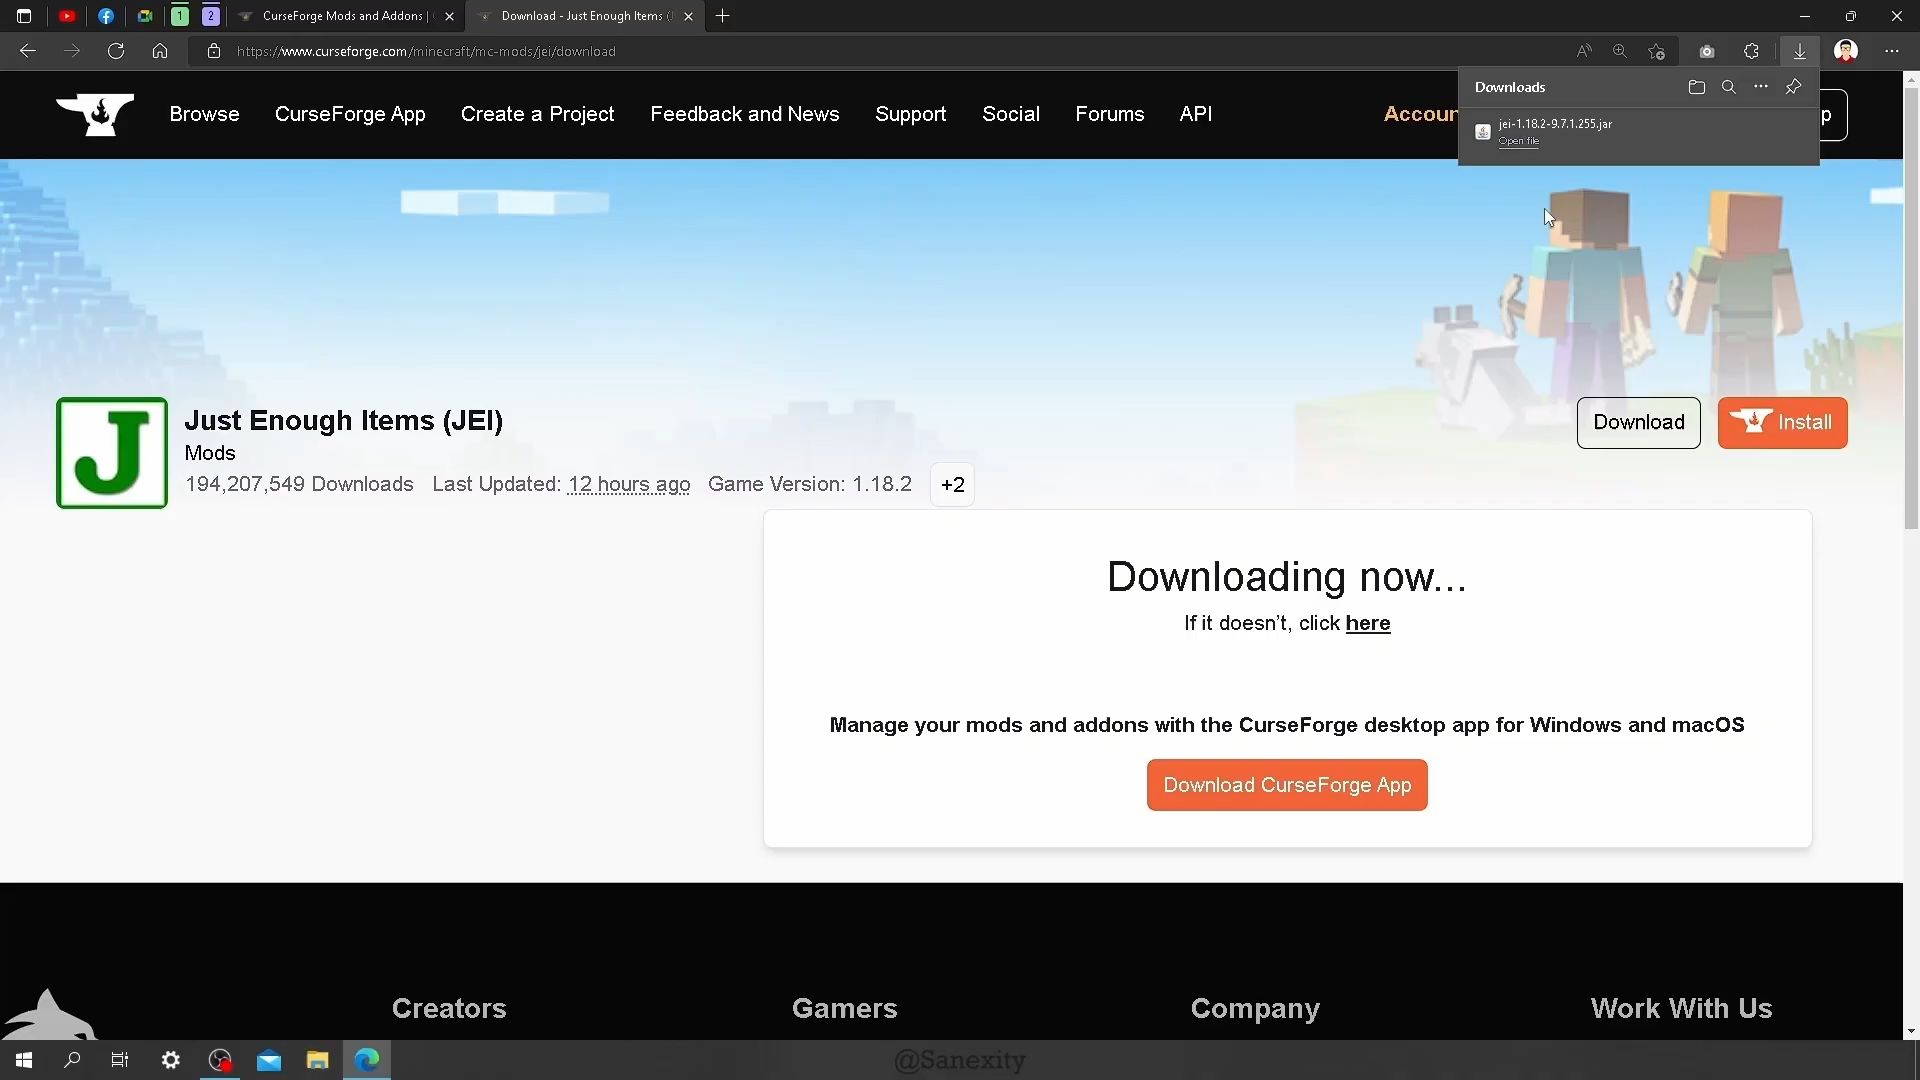 1
2
CurseForge Mods and Addons |
Download - Just Enough Items (J
https://www.curseforge.com/minecraft/mc-mods/jei/download
Downloads
jei-1.18.2-9.7.1.255.jar
Open file
Browse
CurseForge App
Create a Project
Feedback and News
Support
Social
Forums
API
Accoun
p
J
Just Enough Items (JEI)
Mods
194,207,549 Downloads Last Updated: 12 hours ago Game Version: 1.18.2 +2
Download
Install
Downloading now...
If it doesn't, click here
Manage your mods and addons with the CurseForge desktop app for Windows and macOS
Download CurseForge App
Creators
Gamers
Company
Work With Us
@Sanexity